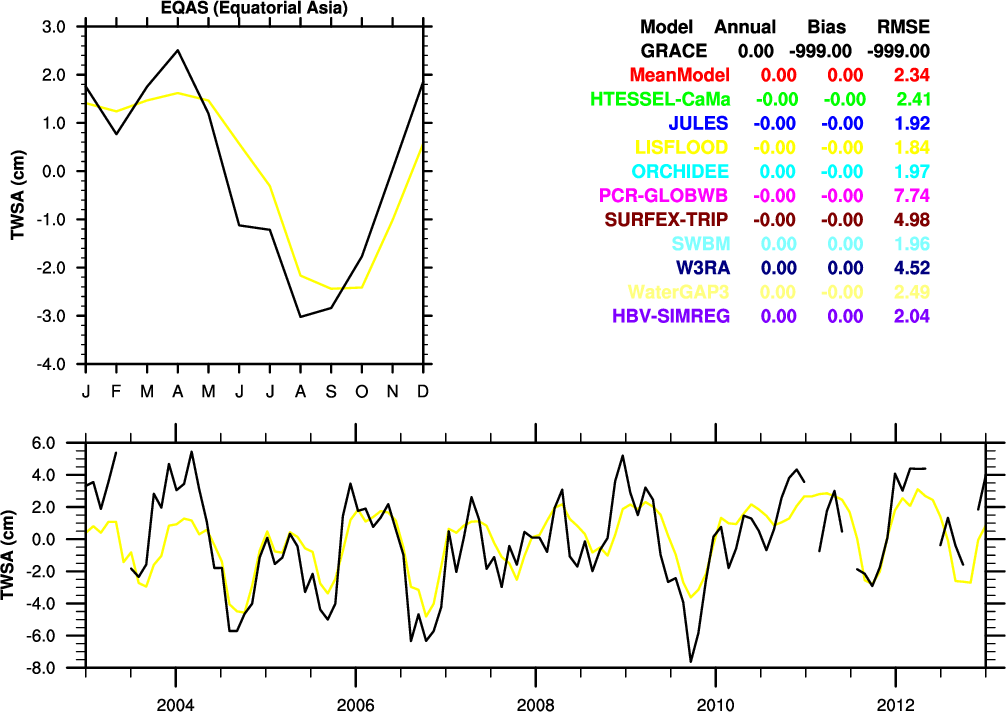 EQAS (Equatorial Asia)
3.0
2.0
1.0
0.0
-1.0
-2.0
-3.0
-4.0
TWSA (cm)
J F M A M J J A S O N D
Model Annual Bias RMSE
GRACE 0.00 -999.00 -999.00
MeanModel 0.00 0.00 2.34
HTESSEL-CaMa -0.00 -0.00 2.41
JULES -0.00 -0.00 1.92
LISFLOOD -0.00 -0.00 1.84
ORCHIDEE 0.00 -0.00 1.97
PCR-GLOBWB -0.00 -0.00 7.74
SURFEX-TRIP -0.00 -0.00 4.98
SWBM 0.00 0.00 1.96
W3RA 0.00 0.00 4.52
WaterGAP3 0.00 -0.00 2.49
HBV-SIMREG 0.00 0.00 2.04
6.0
4.0
2.0
0.0
-2.0
-4.0
-6.0
-8.0
TWSA (cm)
2004 2006 2008 2010 2012